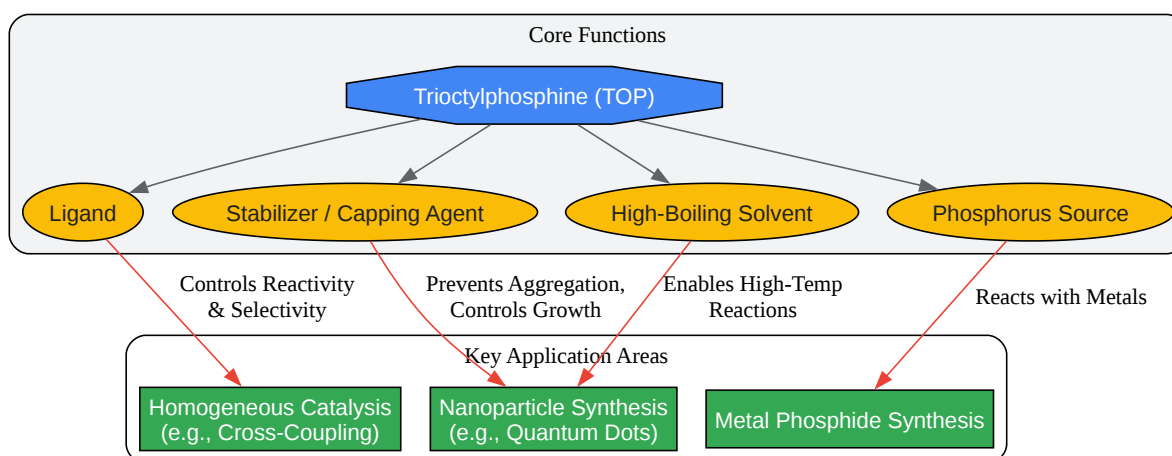 Core Functions
Trioctylphosphine (TOP)
Ligand
Stabilizer / Capping Agent
High-Boiling Solvent
Phosphorus Source
Controls Reactivity
& Selectivity
Prevents Aggregation,
Controls Growth
Enables High-Temp
Reactions
Reacts with Metals
Key Application Areas
Homogeneous Catalysis
(e.g., Cross-Coupling)
Nanoparticle Synthesis
(e.g., Quantum Dots)
Metal Phosphide Synthesis